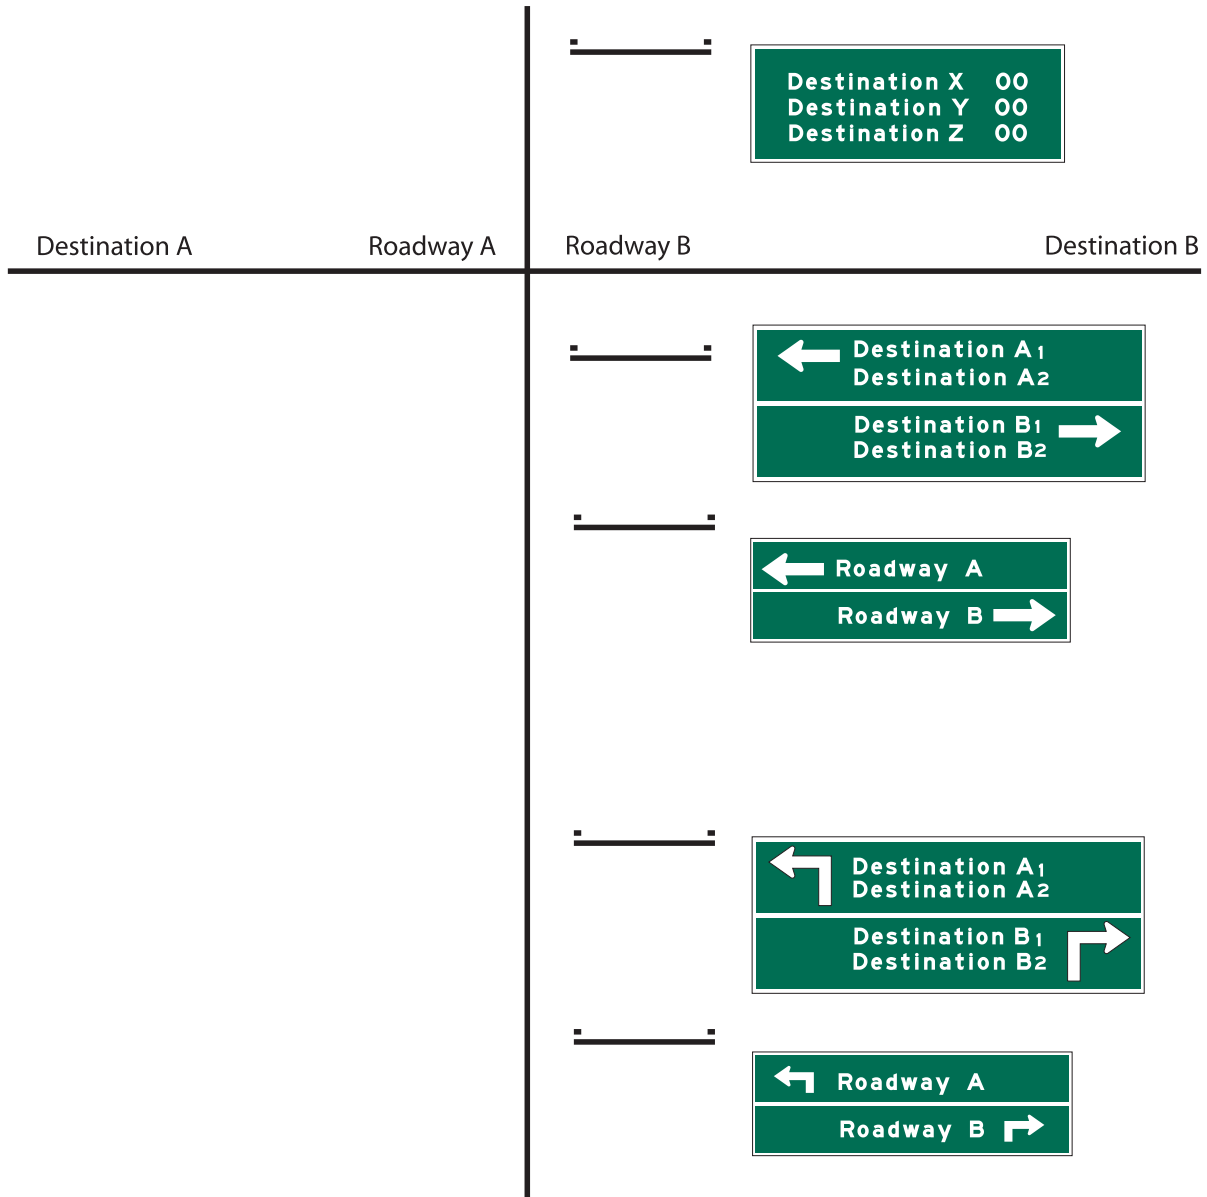 Destination X 00
Destination Y 00
Destination Z 00
Destination A Roadway A Roadway B Destination B
Destination A1
Destination A2
Destination B1
Destination B2
Roadway A
Roadway B
Destination A1
Destination A2
Destination B1
Destination B2
Roadway A
Roadway B